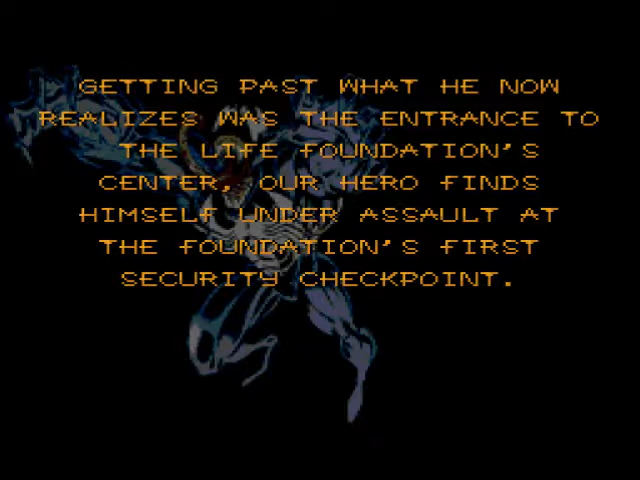 GETTING PAST WHAT HE NOW
REALIZES WAS THE ENTRANCE TO
THE LIFE FOUNDATION'S
CENTER, OUR HERO FINDS
HIMSELF UNDER ASSAULT AT
THE FOUNDATION'S FIRST
SECURITY CHECKPOINT.